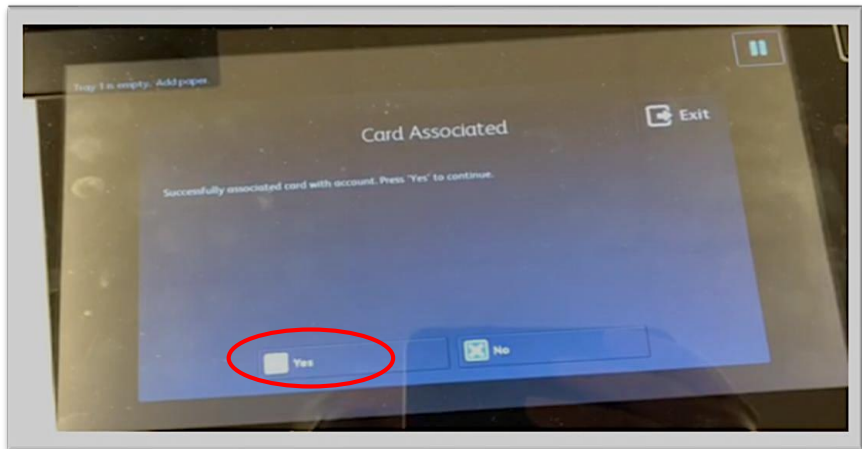 Tray 1 is empty. Add paper.
Exit
Card Associated
Successfully associated card with account. Press 'Yes' to continue.
Yes
No